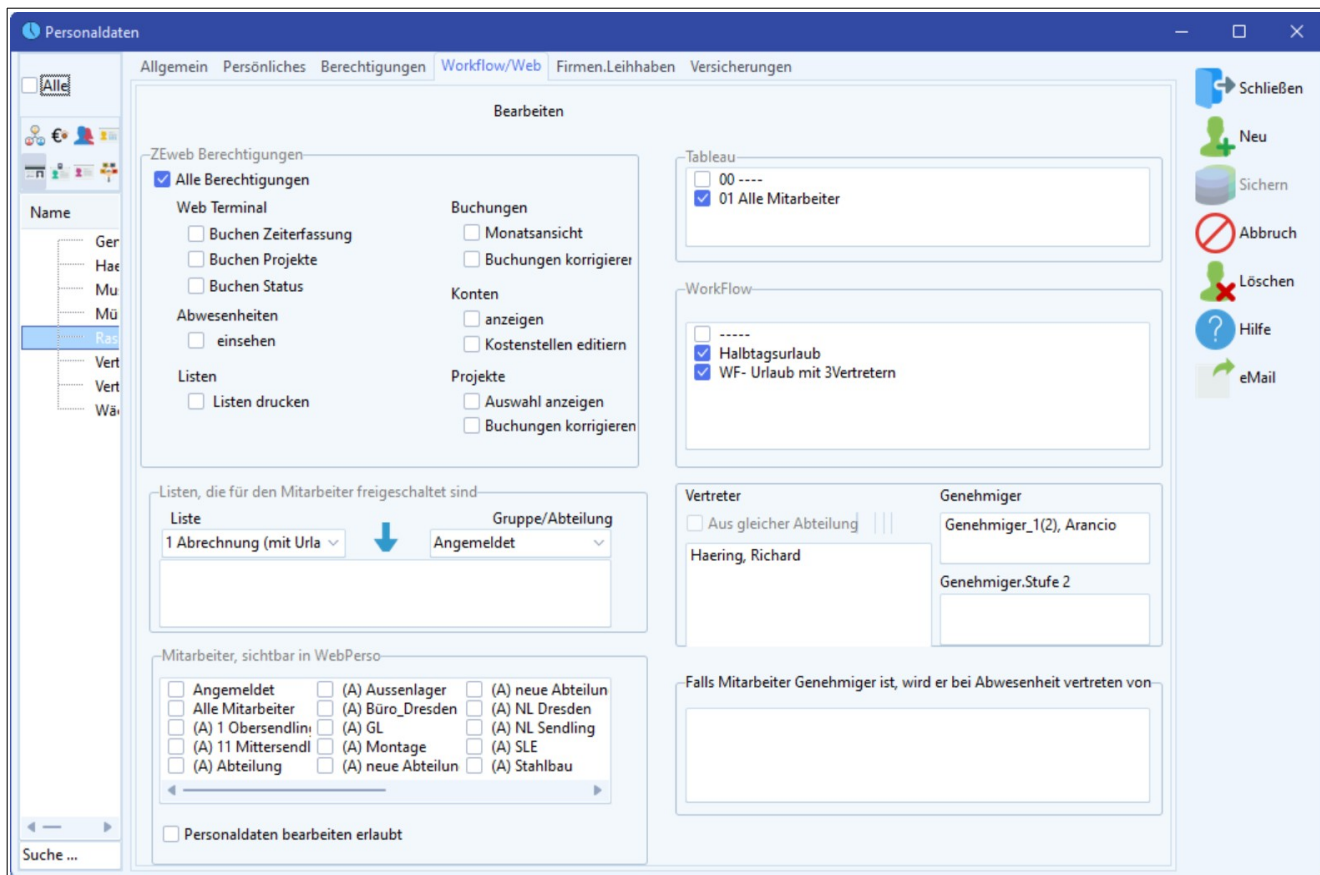 Personaldaten
Alle
Name
Gen
Hae
Mus
Mü
Ras
Vert
Vert
Wä
Suche ...
Allgemein Persönliches Berechtigungen Workflow/Web Firmen.Leihhaben Versicherungen
Bearbeiten
ZEweb Berechtigungen
Alle Berechtigungen
Web Terminal
Buchen Zeiterfassung
Buchen Projekte
Buchen Status
Abwesenheiten
einsehen
Listen
Listen drucken
Buchungen
Monatsansicht
Buchungen korrigieren
Konten
anzeigen
Kostenstellen editiern
Projekte
Auswahl anzeigen
Buchungen korrigieren
Tableau
00 ----
01 Alle Mitarbeiter
WorkFlow
-----
Halbtagsurlaub
WF- Urlaub mit 3Vertretern
Listen, die für den Mitarbeiter freigeschaltet sind
Liste
Gruppe/Abteilung
1 Abrechnung (mit Urla
Angemeldet
Vertreter
Aus gleicher Abteilung
Haering, Richard
Genehmiger
Genehmiger_1(2), Arancio
Genehmiger.Stufe 2
Mitarbeiter, sichtbar in WebPerso
Angemeldet (A) Aussenlager (A) neue Abteilun
Alle Mitarbeiter (A) Büro_Dresden (A) NL Dresden
(A) 1 Obersendling (A) GL (A) NL Sendling
(A) 11 Mittersendl (A) Montage (A) SLE
(A) Abteilung (A) neue Abteilun (A) Stahlbau
Personaldaten bearbeiten erlaubt
Falls Mitarbeiter Genehmiger ist, wird er bei Abwesenheit vertreten von
Schließen
Neu
Sichern
Abbruch
Löschen
Hilfe
eMail